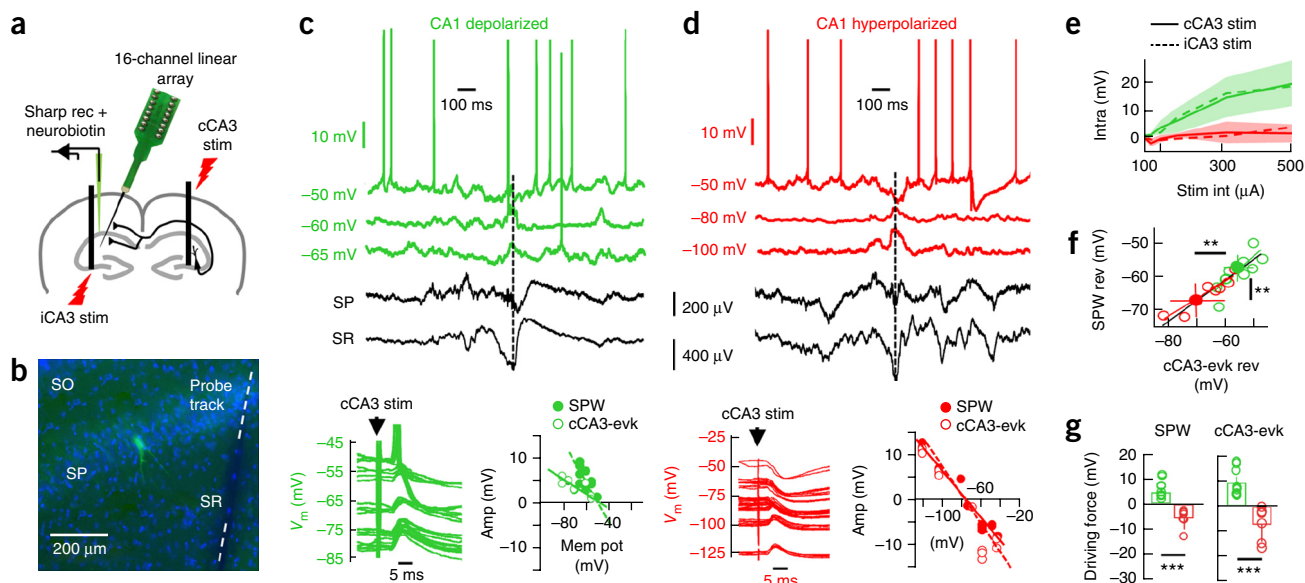 a
16-channel linear
array
Sharp rec +
neurobiotin
cCA3
stim
iCA3 stim
b
SO
Probe
track
SP
SR
200 µm
c
CA1 depolarized
100 ms
10 mV
–50 mV
–60 mV
–65 mV
SP
SR
cCA3 stim
–45
–55
–65
–75
–85
Vm (mV)
5 ms
SPW
cCA3-evk
10
0
–10
Amp (mV)
–80
–40
Mem pot
(mV)
d
CA1 hyperpolarized
100 ms
10 mV
–50 mV
–80 mV
–100 mV
200 µV
400 µV
cCA3 stim
–25
–50
–75
–100
–125
Vm (mV)
5 ms
SPW
cCA3-evk
10
0
–10
Amp (mV)
–60
–100
–20
(mV)
e
cCA3 stim
iCA3 stim
20
10
0
Intra (mV)
100
300
500
Stim int (µA)
f
**
**
–50
–60
–70
SPW rev (mV)
–80
–60
cCA3-evk rev
(mV)
g
SPW
cCA3-evk
20
10
0
–10
–20
–30
Driving force (mV)
***
***